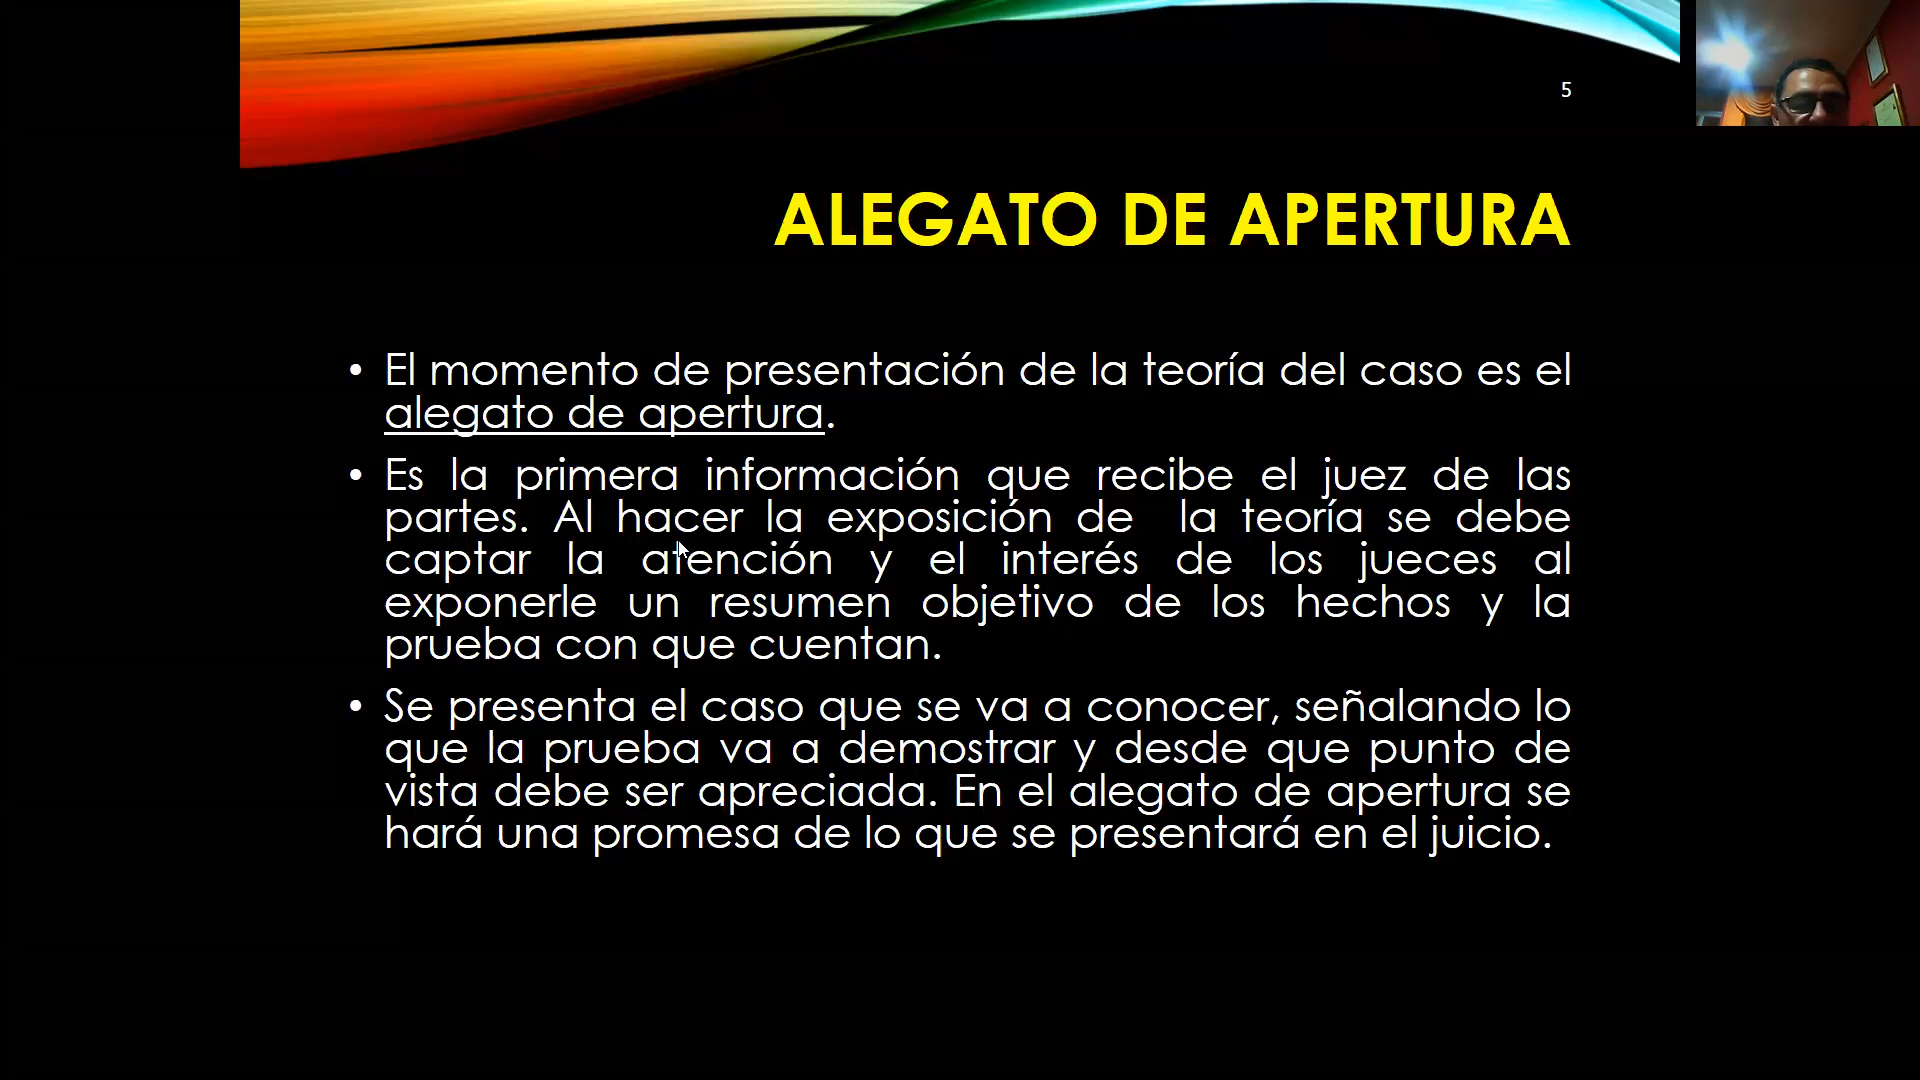 5
ALEGATO DE APERTURA
• El momento de presentación de la teoría del caso es el
alegato de apertura.
• Es la primera información que recibe el juez de las
partes. Al hacer la exposición de la teoría se debe
captar la atención y el interés de los jueces al
exponerle un resumen objetivo de los hechos y la
prueba con que cuentan.
• Se presenta el caso que se va a conocer, señalando lo
que la prueba va a demostrar y desde que punto de
vista debe ser apreciada. En el alegato de apertura se
hará una promesa de lo que se presentará en el juicio.